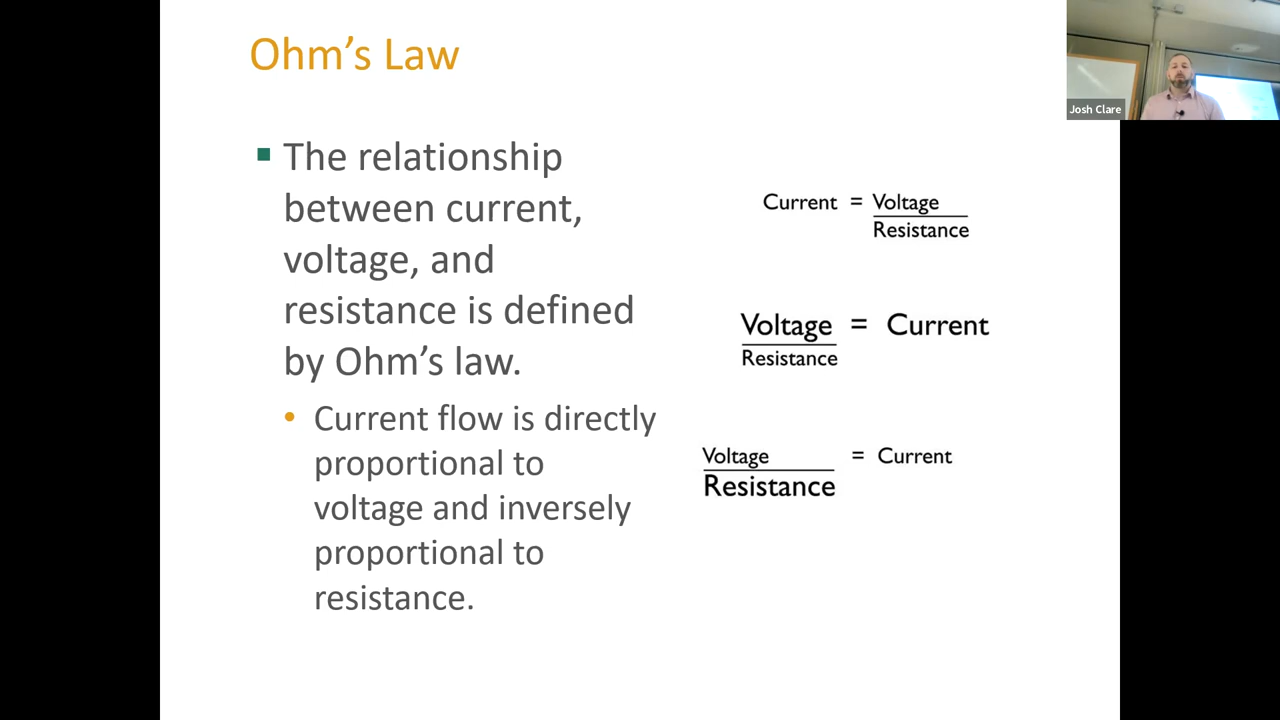 Ohm’s Law
▪ The relationship
between current,
voltage, and
resistance is defined
by Ohm’s law.
• Current flow is directly
proportional to
voltage and inversely
proportional to
resistance.
Current = Voltage
Resistance
Voltage = Current
Resistance
Voltage = Current
Resistance
Josh Clare